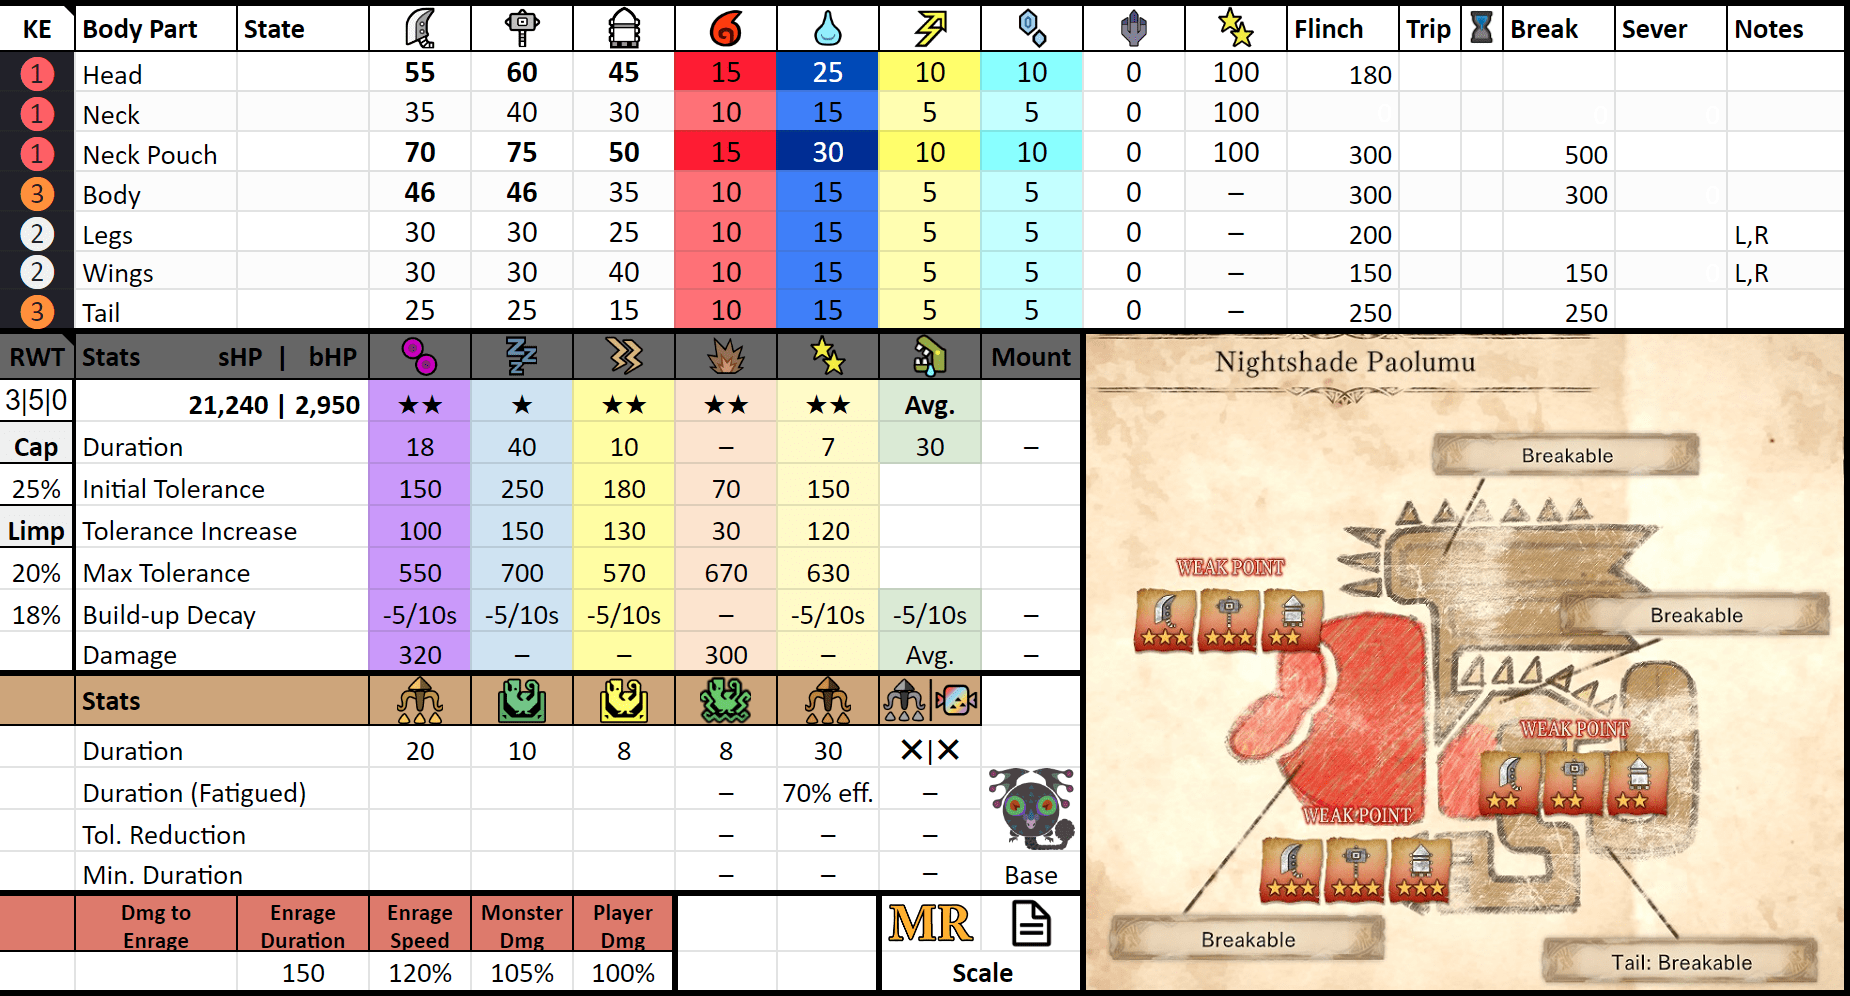 KE Body Part State Flinch Trip Break Sever Notes
1 Head 55 60 45 15 25 10 10 0 100 180
1 Neck 35 40 30 10 15 5 5 0 100
1 Neck Pouch 70 75 50 15 30 10 10 0 100 300 500
3 Body 46 46 35 10 15 5 5 0 – 300 300
2 Legs 30 30 25 10 15 5 5 0 – 200 L,R
2 Wings 30 30 40 10 15 5 5 0 – 150 150 L,R
3 Tail 25 25 15 10 15 5 5 0 – 250 250
RWT Stats sHP | bHP Mount
3|5|0 21,240 | 2,950 ★★ ★ ★★ ★★ ★★ Avg.
Cap Duration 18 40 10 – 7 30 –
25% Initial Tolerance 150 250 180 70 150
Limp Tolerance Increase 100 150 130 30 120
20% Max Tolerance 550 700 570 670 630
18% Build-up Decay -5/10s -5/10s -5/10s – -5/10s -5/10s –
Damage 320 – – 300 – Avg. –
Stats
Duration 20 10 8 8 30 ✕|✕
Duration (Fatigued) – 70% eff. –
Tol. Reduction – – –
Min. Duration – – – Base
Dmg to Enrage Enrage Duration Enrage Speed Monster Dmg Player Dmg MR
150 120% 105% 100% Scale
Nightshade Paolumu
Breakable
WEAK POINT
Breakable
WEAK POINT
WEAK POINT
Breakable
Tail: Breakable